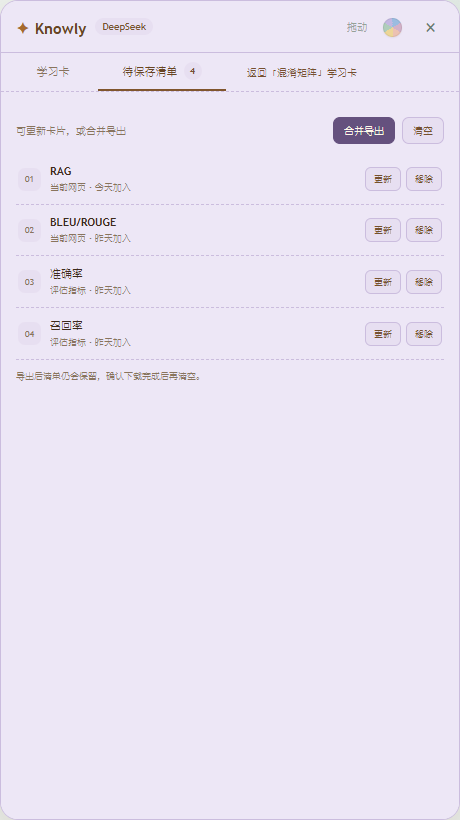 ✦ Knowly DeepSeek 拖动 ×
学习卡 待保存清单 4 返回「混淆矩阵」学习卡
可更新卡片，或合并导出 合并导出 清空
01 RAG 更新 移除
当前网页 · 今天加入
02 BLEU/ROUGE 更新 移除
当前网页 · 昨天加入
03 准确率 更新 移除
评估指标 · 昨天加入
04 召回率 更新 移除
评估指标 · 昨天加入
导出后清单仍会保留，确认下载完成后再清空。